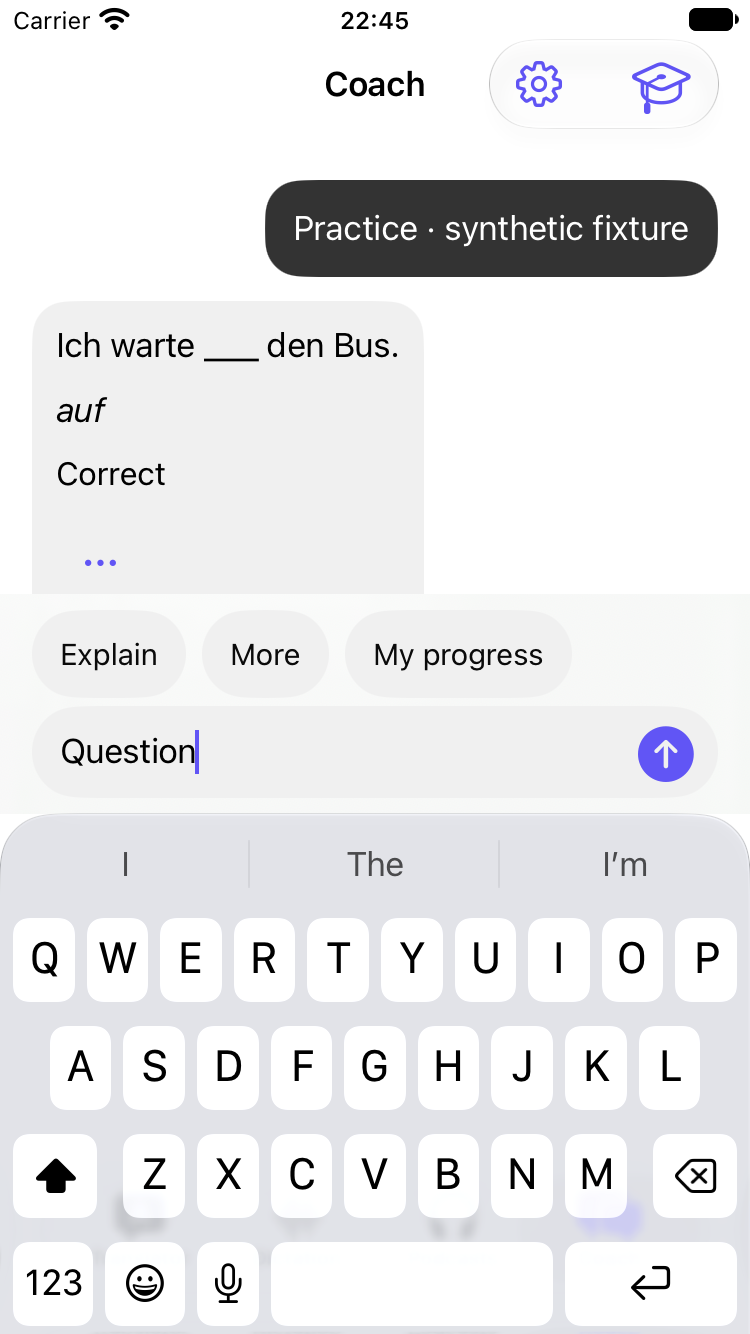 Carrier 22:45
Coach
Practice · synthetic fixture
Ich warte ____ den Bus.
auf
Correct
...
Explain More My progress
Question
I The I’m
Q W E R T Y U I O P
A S D F G H J K L
Z X C V B N M
123